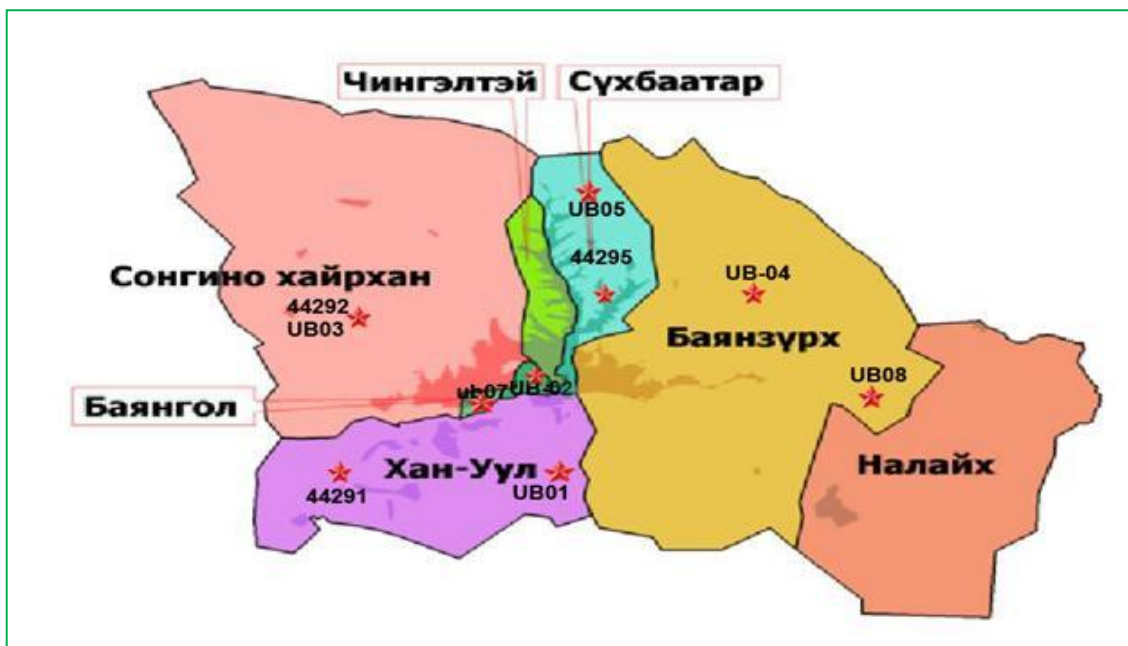 Чингэлтэй
Сүхбаатар
UB05
44295
Сонгино хайрхан
UB-04
44292
UB03
Баянзүрх
UB08
ub07
UB-02
Баянгол
Налайх
Хан-Уул
44291
UB01